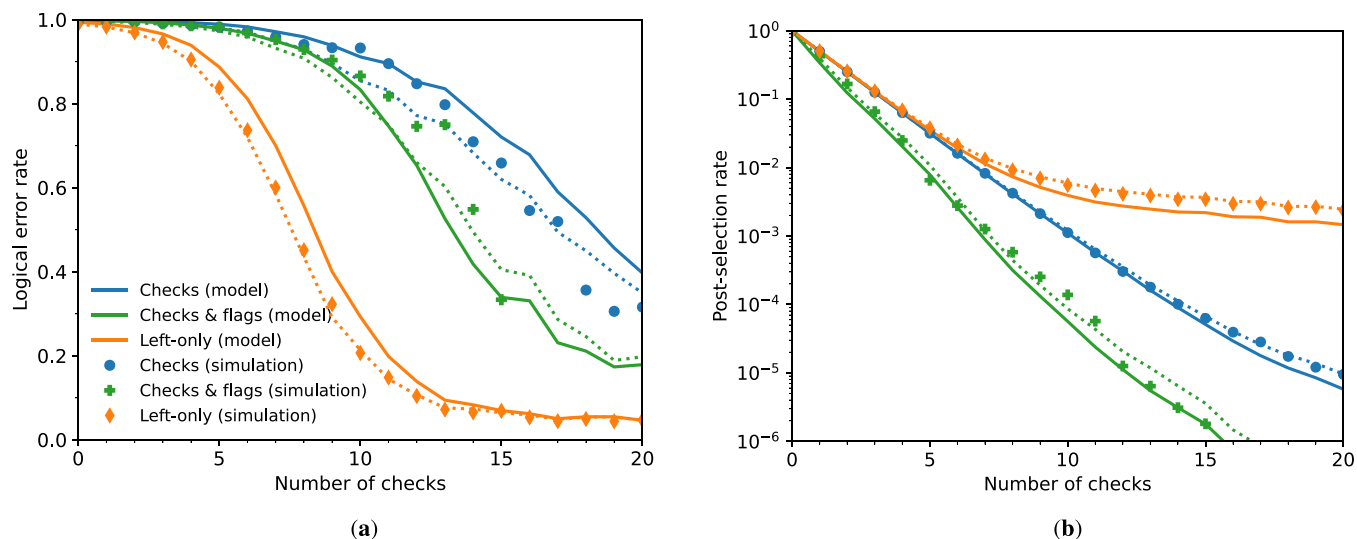 1.0
0.8
0.6
0.4
0.2
0.0
Logical error rate
Checks (model)
Checks & flags (model)
Left-only (model)
Checks (simulation)
Checks & flags (simulation)
Left-only (simulation)
0 5 10 15 20
Number of checks
(a)
10⁰
10⁻¹
10⁻²
10⁻³
10⁻⁴
10⁻⁵
10⁻⁶
Post-selection rate
0 5 10 15 20
Number of checks
(b)